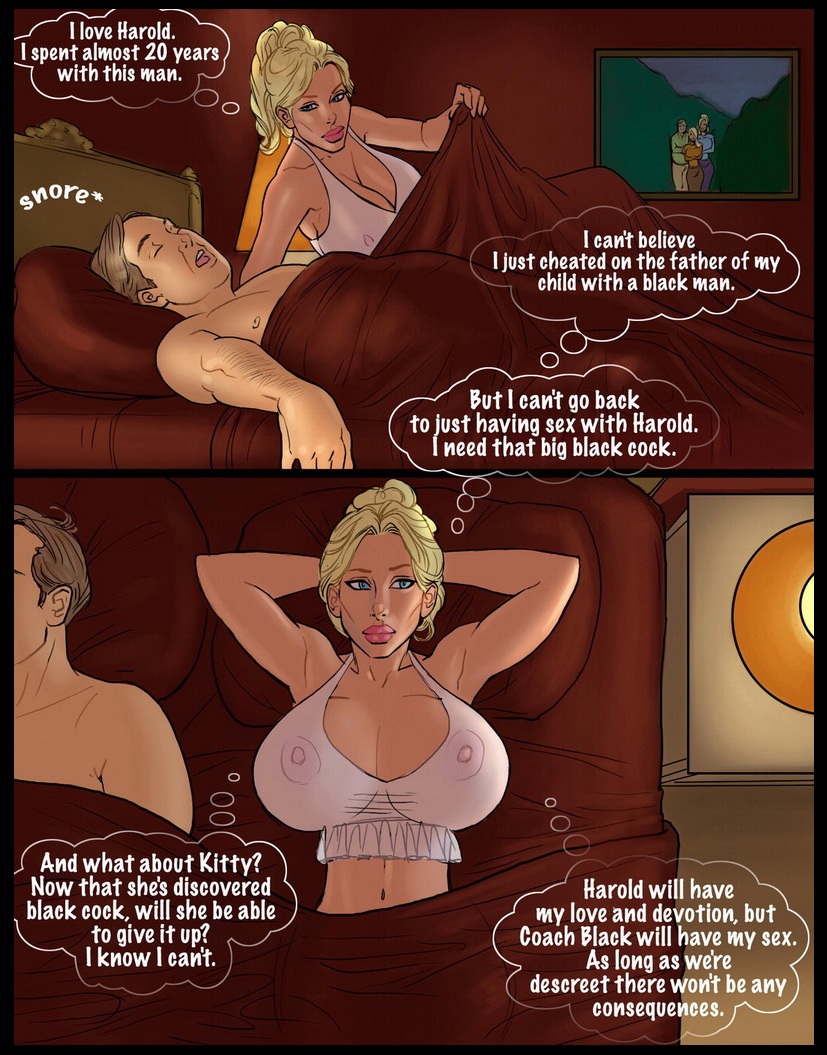 I love Harold.
I spent almost 20 years
with this man.
snore*
I can't believe
I just cheated on the father of my
child with a black man.
But I can't go back
to just having sex with Harold.
I need that big black cock.
And what about Kitty?
Now that she's discovered
black cock, will she be able
to give it up?
I know I can't.
Harold will have
my love and devotion, but
Coach Black will have my sex.
As long as we're
descreet there won't be any
consequences.